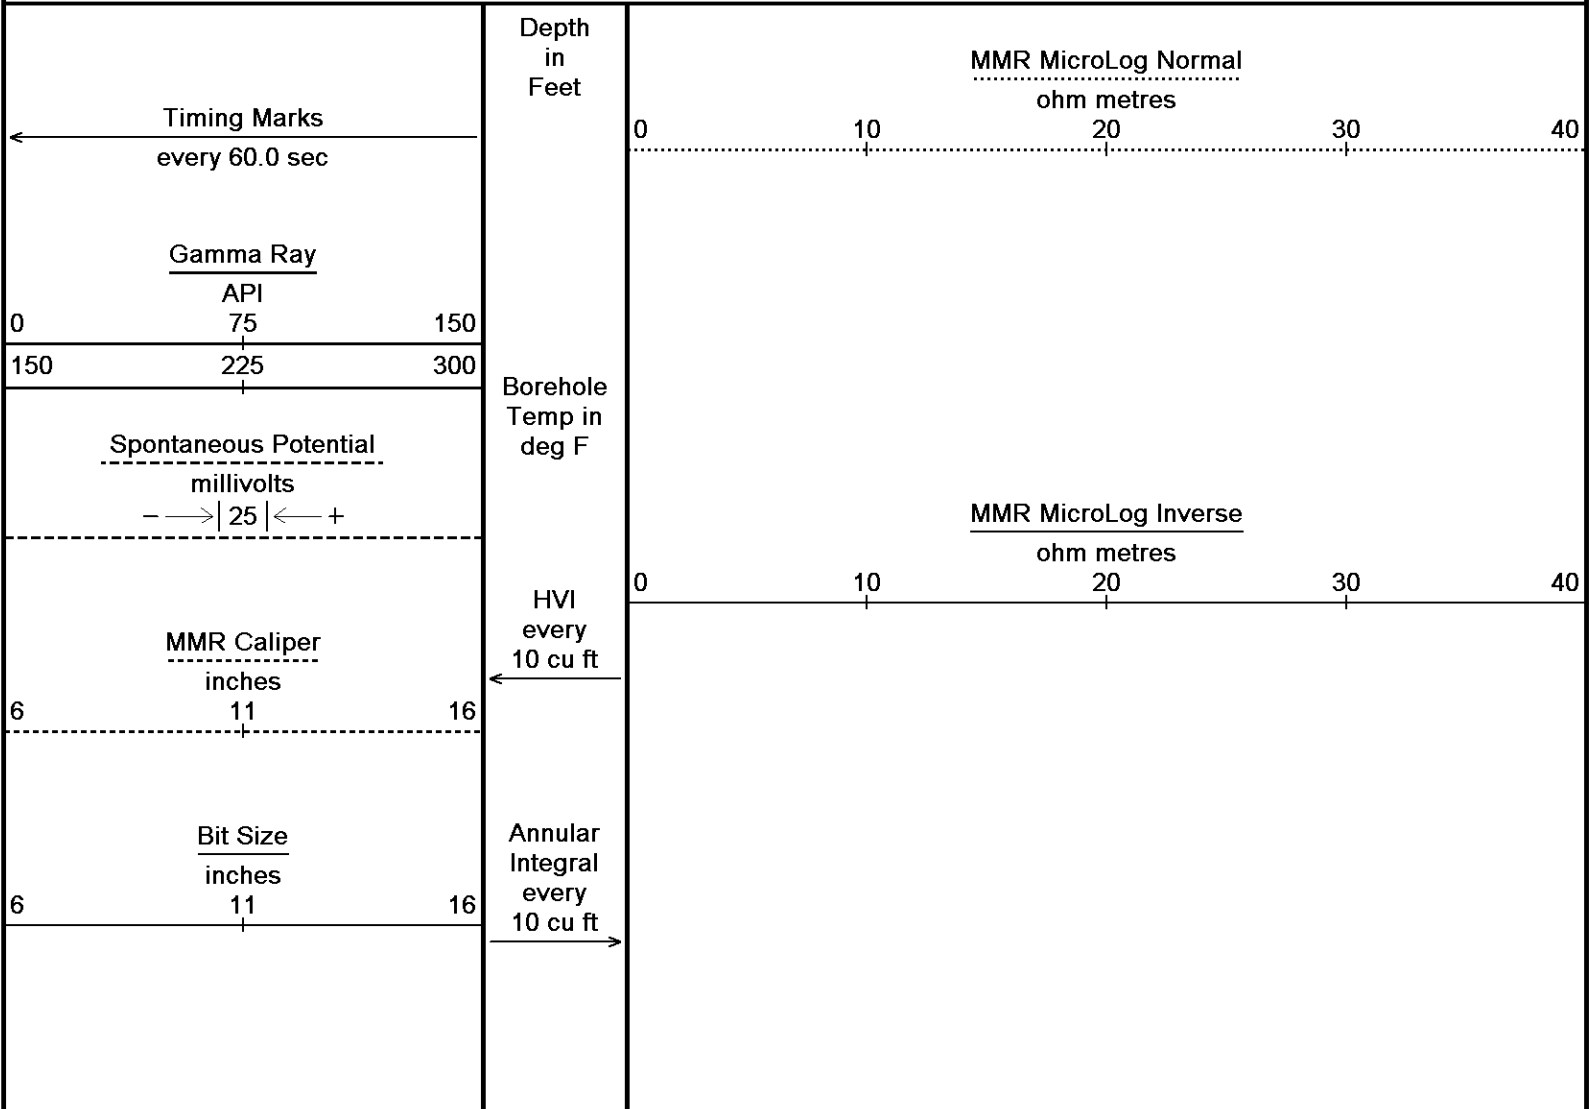 Timing Marks
every 60.0 sec
Gamma Ray
API
0 75 150
150 225 300
Spontaneous Potential
millivolts
− 25 +
MMR Caliper
inches
6 11 16
Bit Size
inches
6 11 16
Depth
in
Feet
Borehole
Temp in
deg F
HVI
every
10 cu ft
Annular
Integral
every
10 cu ft
MMR MicroLog Normal
ohm metres
0 10 20 30 40
MMR MicroLog Inverse
ohm metres
0 10 20 30 40